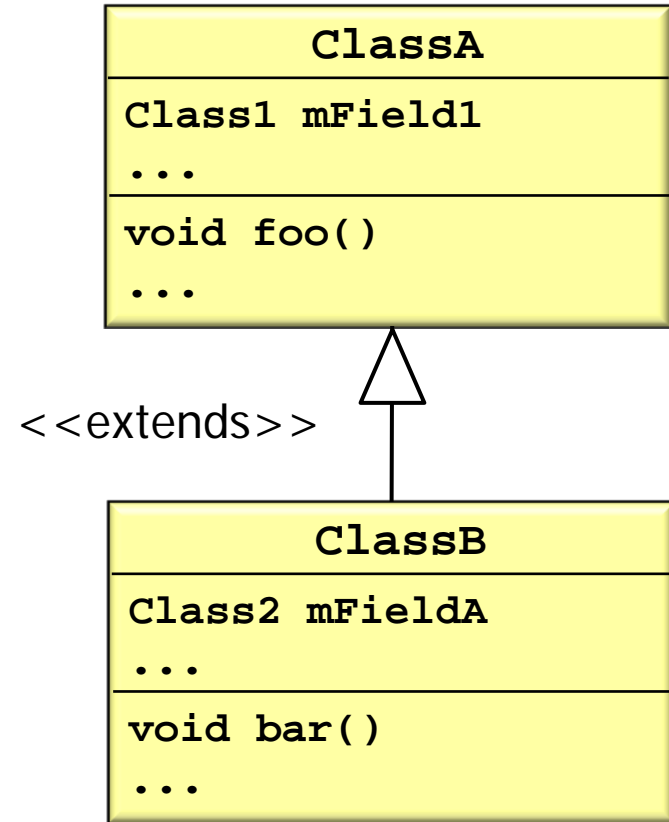 ClassA
Class1 mField1
...
void foo()
...
<<extends>>
ClassB
Class2 mFieldA
...
void bar()
...